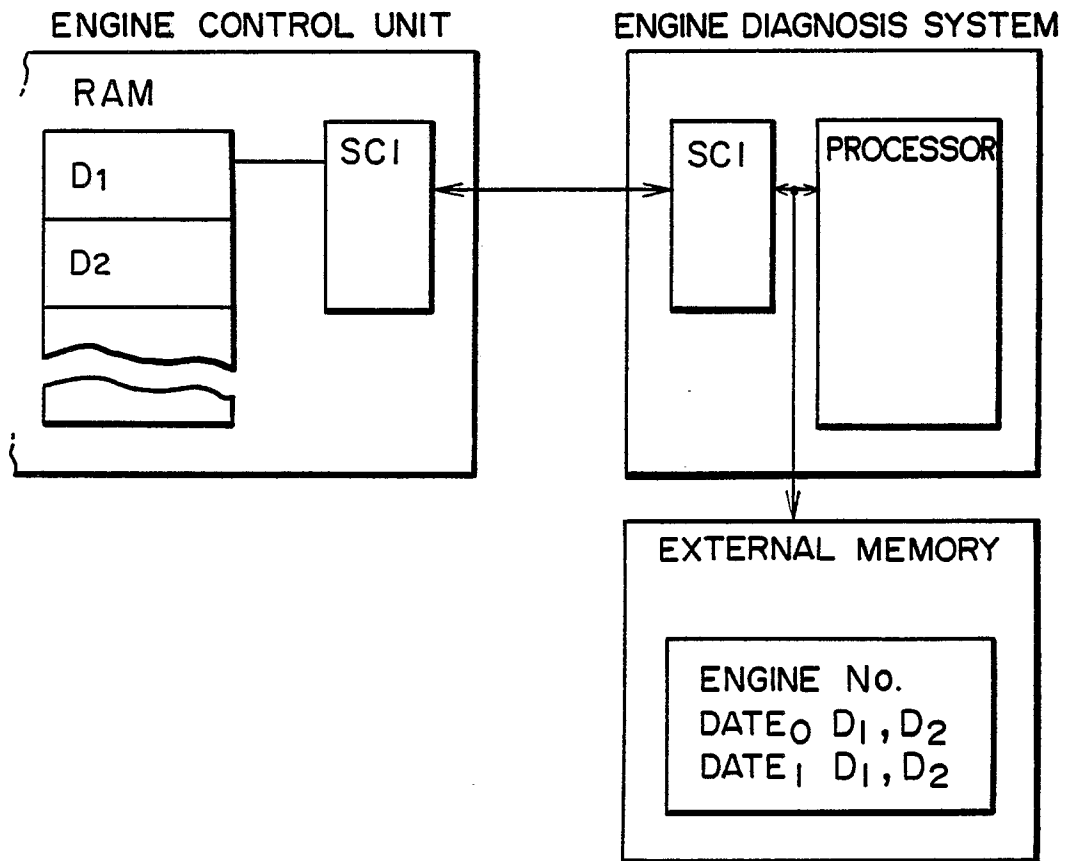 ENGINE CONTROL UNIT
ENGINE DIAGNOSIS SYSTEM
RAM
D1
D2
SCI
SCI
PROCESSOR
EXTERNAL MEMORY
ENGINE No.
DATE₀ D₁, D₂
DATE₁ D₁, D₂